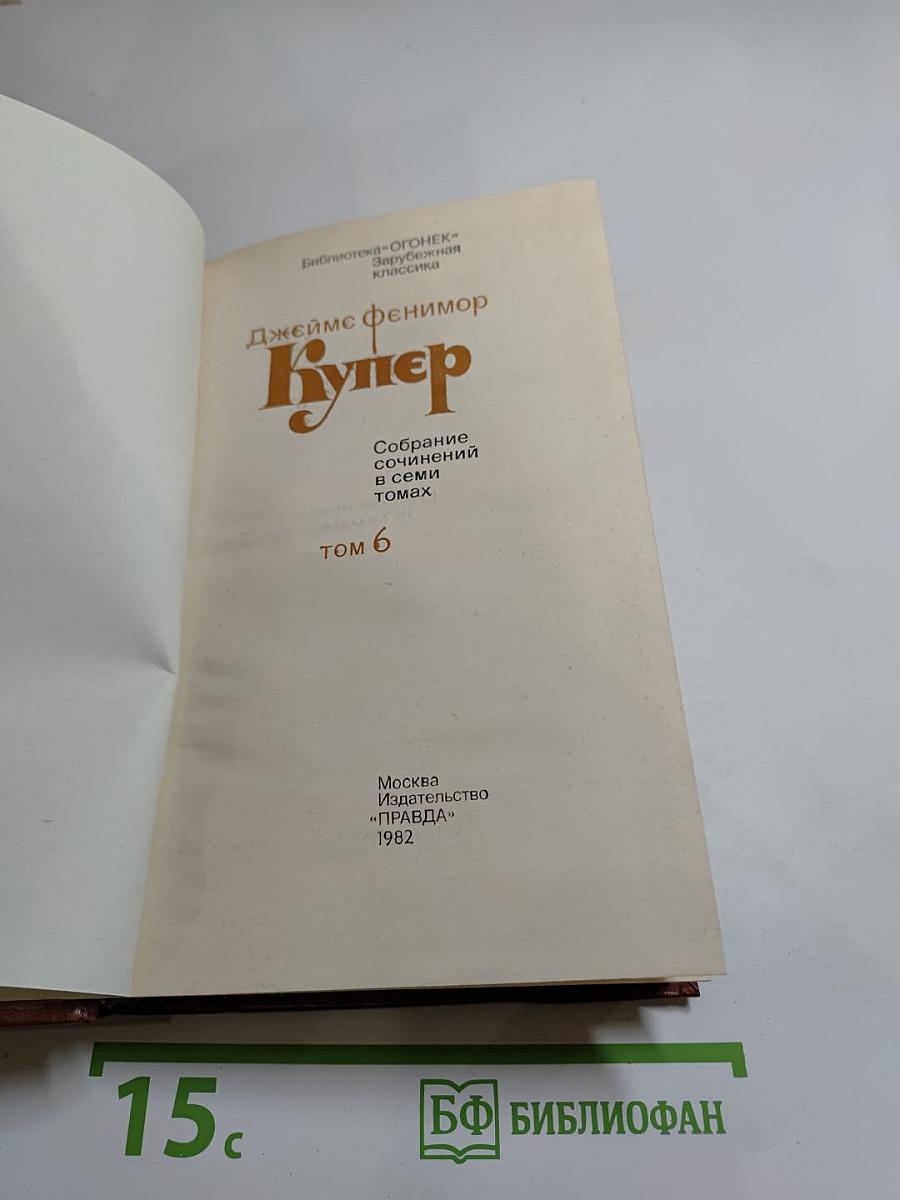 Библиотека «ОГОНЕК»
Зарубежная
классика
Джеймс Фенимор
Купер
Собрание
сочинений
в семи
томах
том 6
Москва
Издательство
«ПРАВДА»
1982
15 с
БФ БИБЛИОФАН